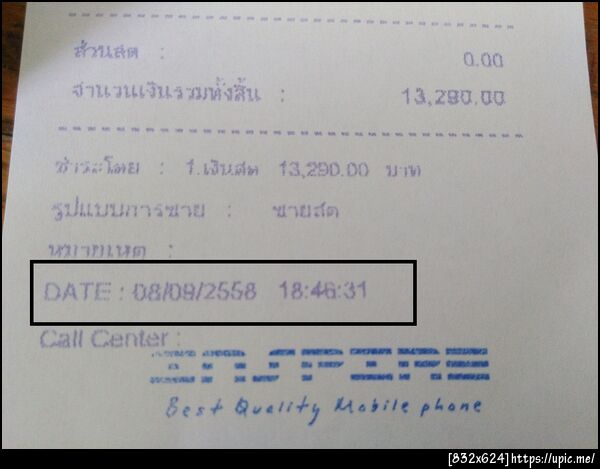 ส่วนลด : 0.00
จำนวนเงินรวมทั้งสิ้น : 13,290.00
ชำระโดย : 1.เงินสด 13,290.00 บาท
รูปแบบการขาย : ขายสด
หมายเหตุ :
DATE : 08/09/2558 18:46:31
Call Center :
Best Quality Mobile phone
[832x624]https://upic.me/